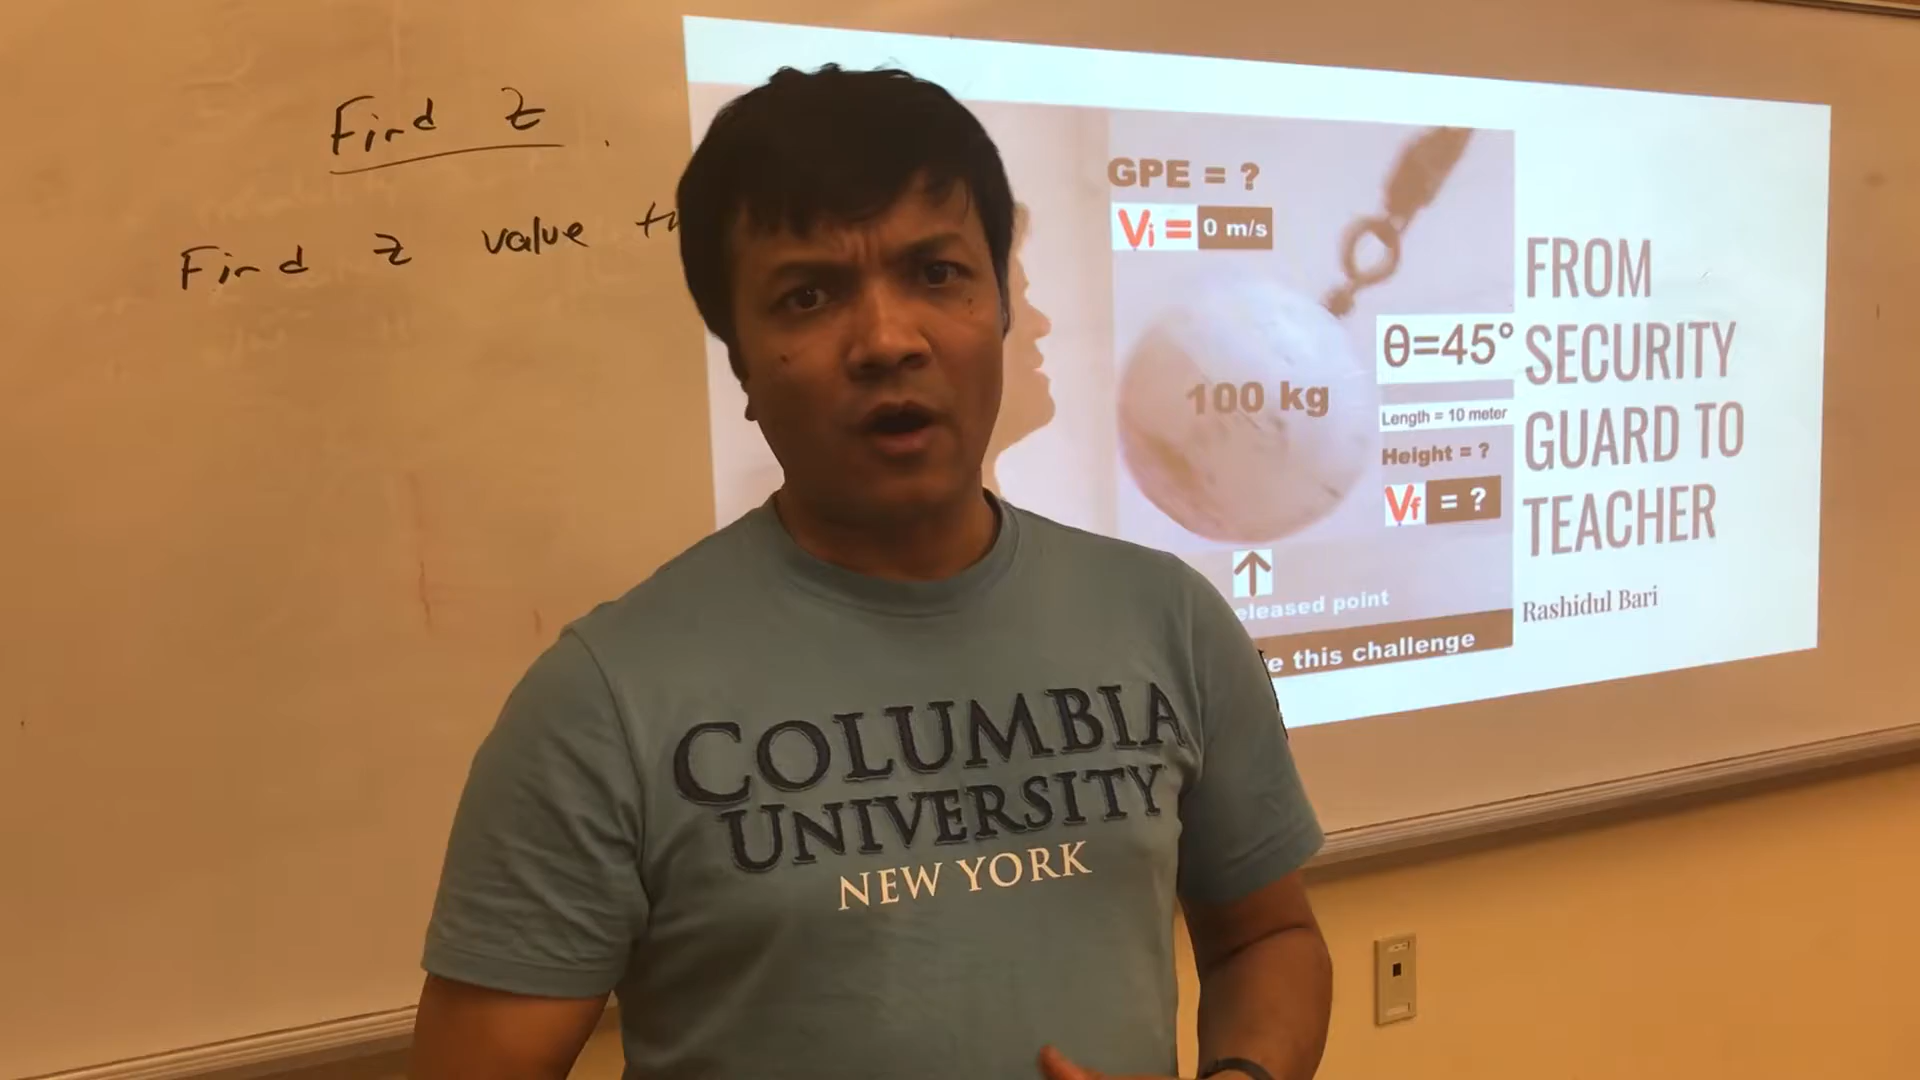 Find z
Find z value
GPE = ?
Vi = 0 m/s
100 kg
θ=45°
Length = 10 meter
Height = ?
Vf = ?
eleased point
e this challenge
FROM
SECURITY
GUARD TO
TEACHER
Rashidul Bari
COLUMBIA
UNIVERSITY
NEW YORK